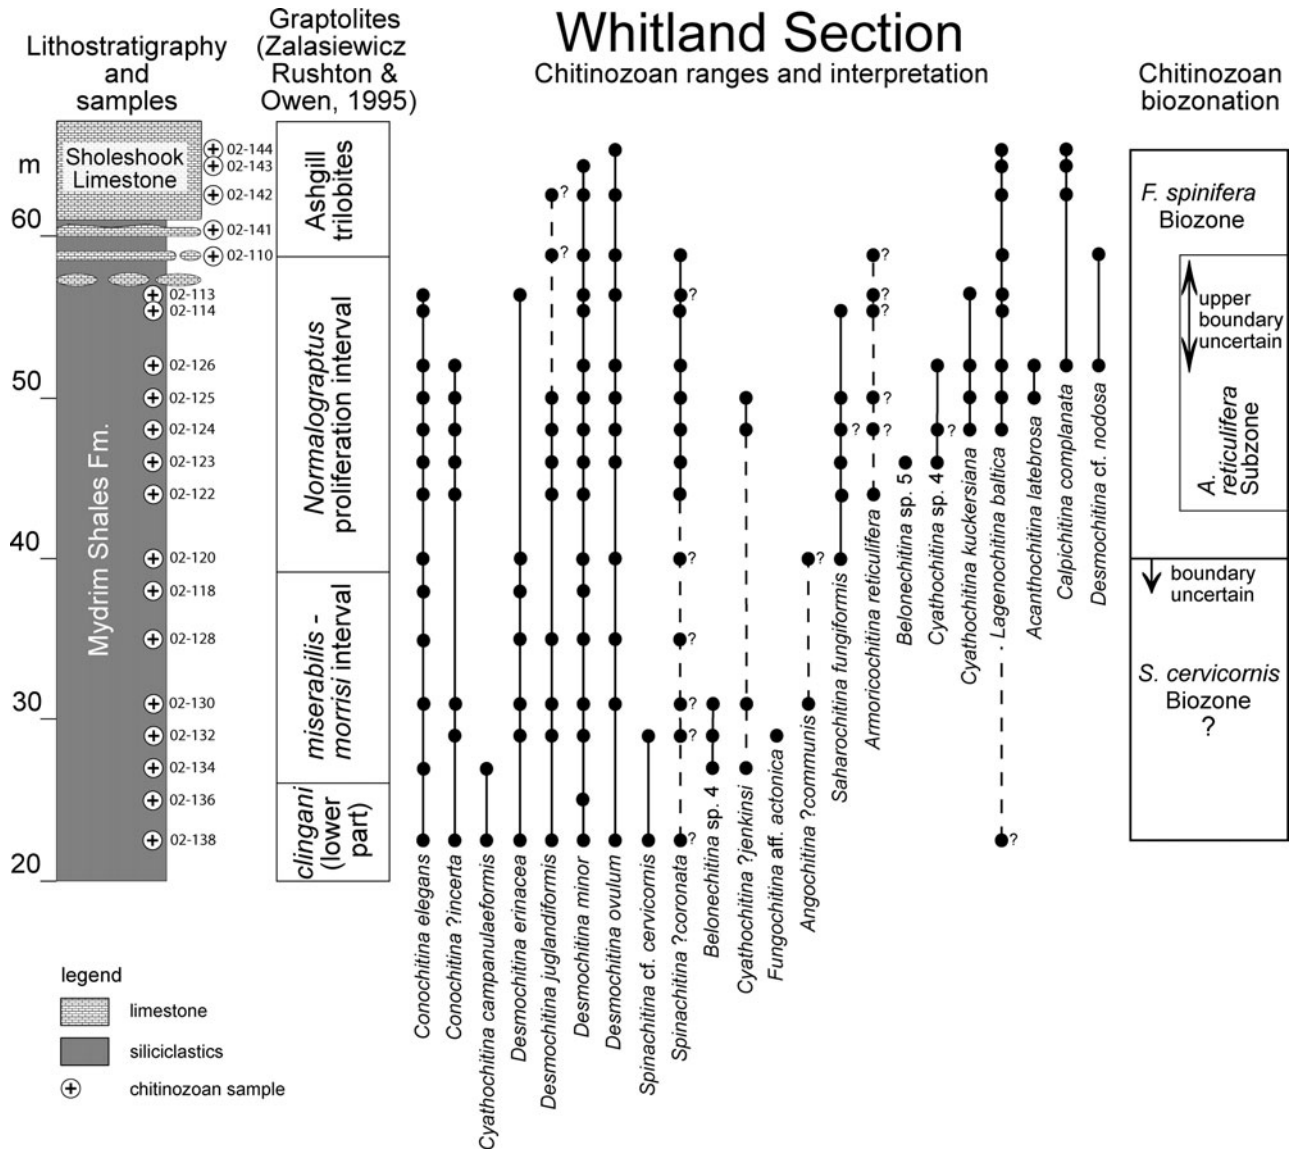 Whitland Section
Chitinozoan ranges and interpretation
Lithostratigraphy
and
samples
Graptolites
(Zalasiewicz
Rushton &
Owen, 1995)
Chitinozoan
biozonation
m
60
50
40
30
20
Sholeshook
Limestone
Mydrim Shales Fm.
02-144
02-143
02-142
02-141
02-110
02-113
02-114
02-126
02-125
02-124
02-123
02-122
02-120
02-118
02-128
02-130
02-132
02-134
02-136
02-138
Ashgill
trilobites
Normalograptus
proliferation interval
miserabilis -
morrisi interval
clingani
(lower
part)
Conochitina elegans
Conochitina ?incerta
Cyathochitina campanulaeformis
Desmochitina erinacea
Desmochitina juglandiformis
? ?
Desmochitina minor
Desmochitina ovulum
Spinachitina cf. cervicornis
Spinachitina ?coronata
? ? ? ? ? ?
Belonechitina sp. 4
Cyathochitina ?jenkinsi
Fungochitina aff. actonica
Angochitina ?communis
?
Saharochitina fungiformis
?
Armoricochitina reticulifera
? ? ? ? ?
Belonechitina sp. 5
Cyathochitina sp. 4
?
Cyathochitina kuckersiana
Lagenochitina baltica
?
Acanthochitina latebrosa
Calpichitina complanata
Desmochitina cf. nodosa
F. spinifera
Biozone
upper
boundary
uncertain
A.
reticulifera
Subzone
boundary
uncertain
S. cervicornis
Biozone
?
legend
limestone
siliciclastics
chitinozoan sample